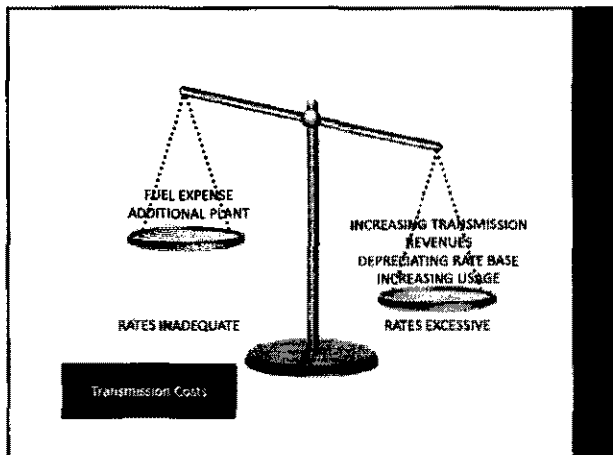 FUEL EXPENSE
ADDITIONAL PLANT
INCREASING TRANSMISSION
REVENUES
DEPRECIATING RATE BASE
INCREASING USAGE
RATES INADEQUATE
RATES EXCESSIVE
Transmission Costs